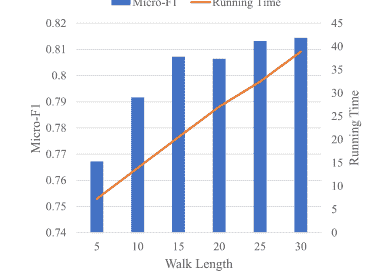 Micro-F1 Running Time
0.82 45
0.81 40
0.8 35
0.79 30
0.78 25
0.77 20
0.76 15
0.75 10
0.74 5
0
Micro-F1
Running Time
5 10 15 20 25 30
Walk Length